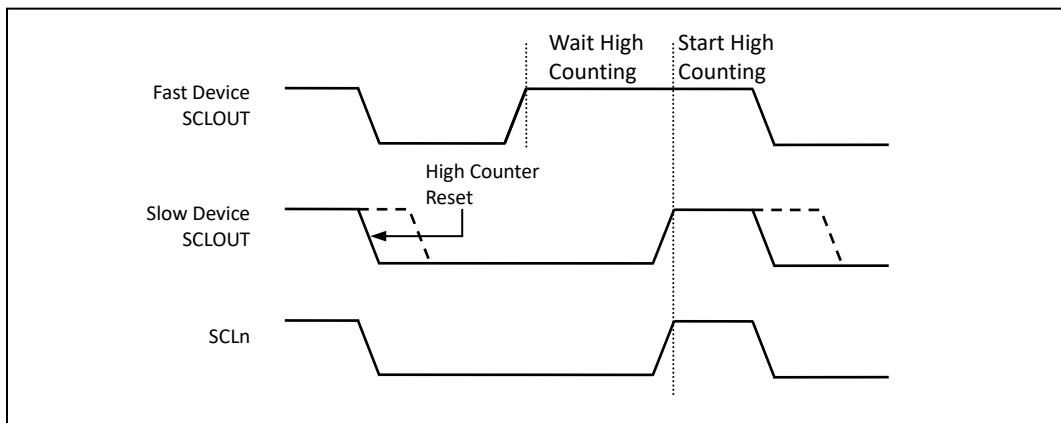 Wait High
Counting
Start High
Counting
Fast Device
SCLOUT
High Counter
Reset
Slow Device
SCLOUT
SCLn